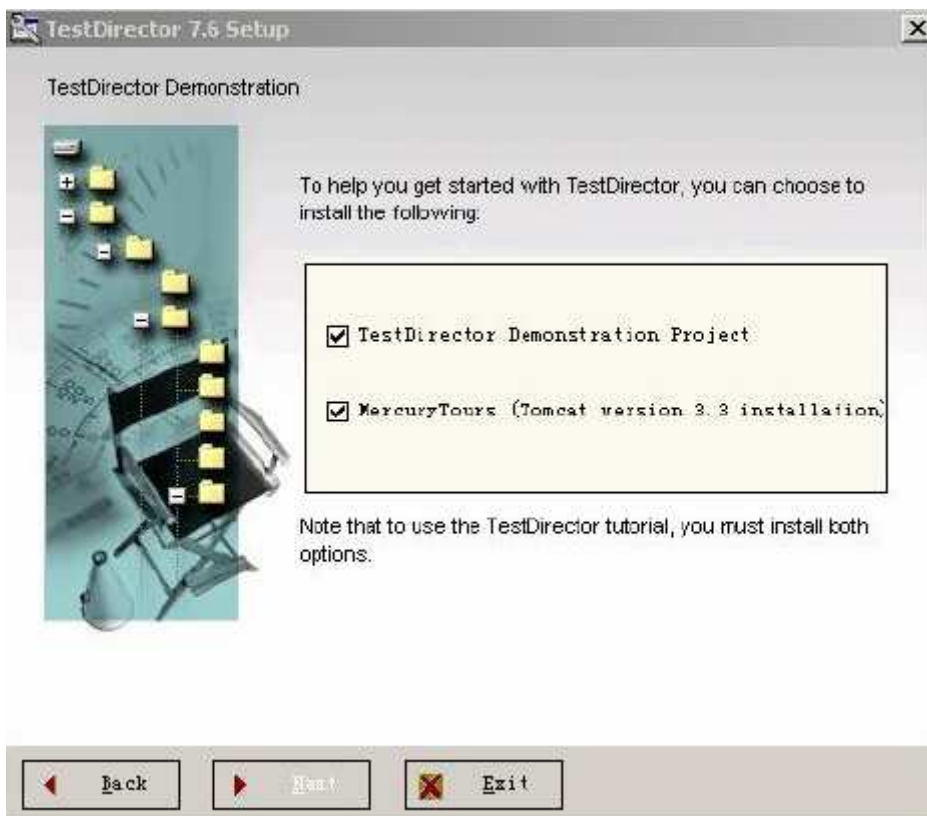 TestDirector 7.6 Setup
TestDirector Demonstration
To help you get started with TestDirector, you can choose to
install the following:
TestDirector Demonstration Project
MercuryTours (Tomcat version 3.3 installation)
Note that to use the TestDirector tutorial, you must install both
options.
Back
Next
Exit